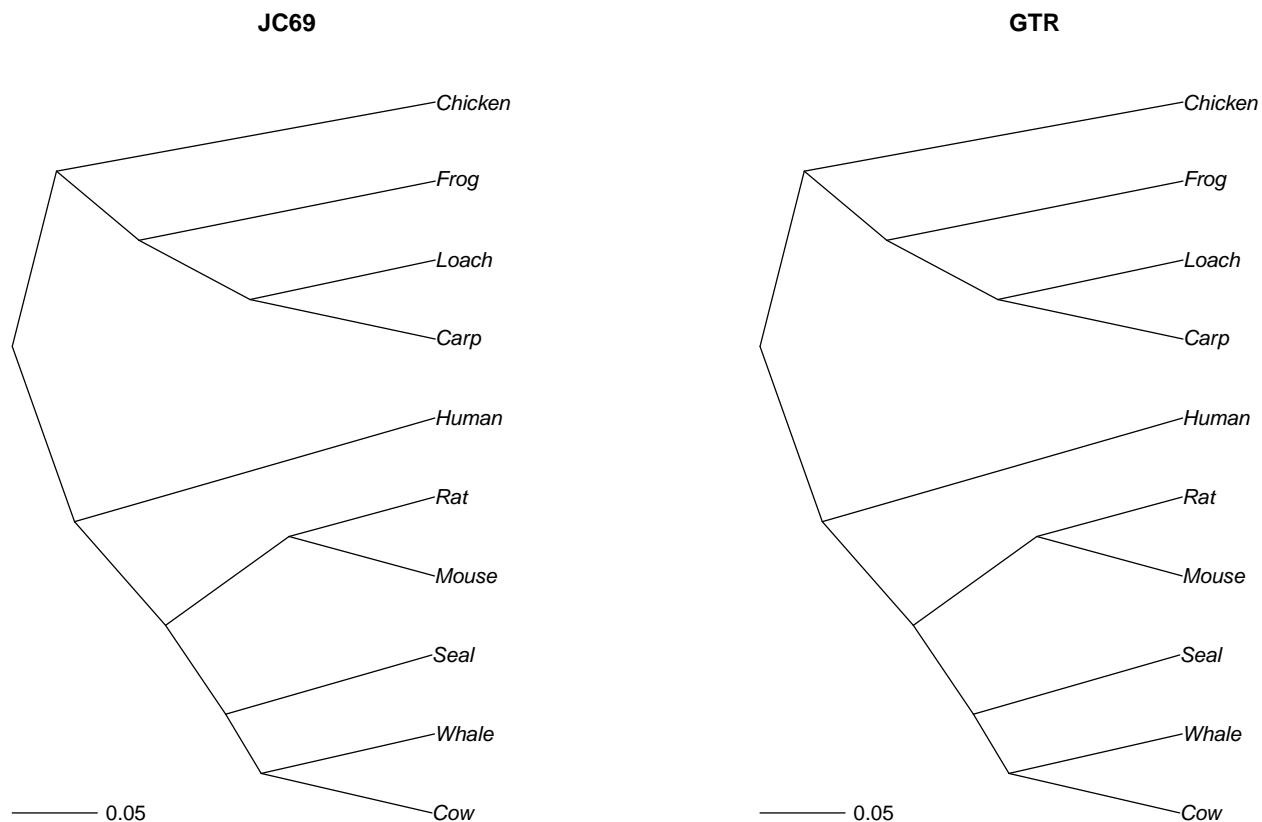 JC69
Chicken
Frog
Loach
Carp
Human
Rat
Mouse
Seal
Whale
Cow
0.05
GTR
Chicken
Frog
Loach
Carp
Human
Rat
Mouse
Seal
Whale
Cow
0.05